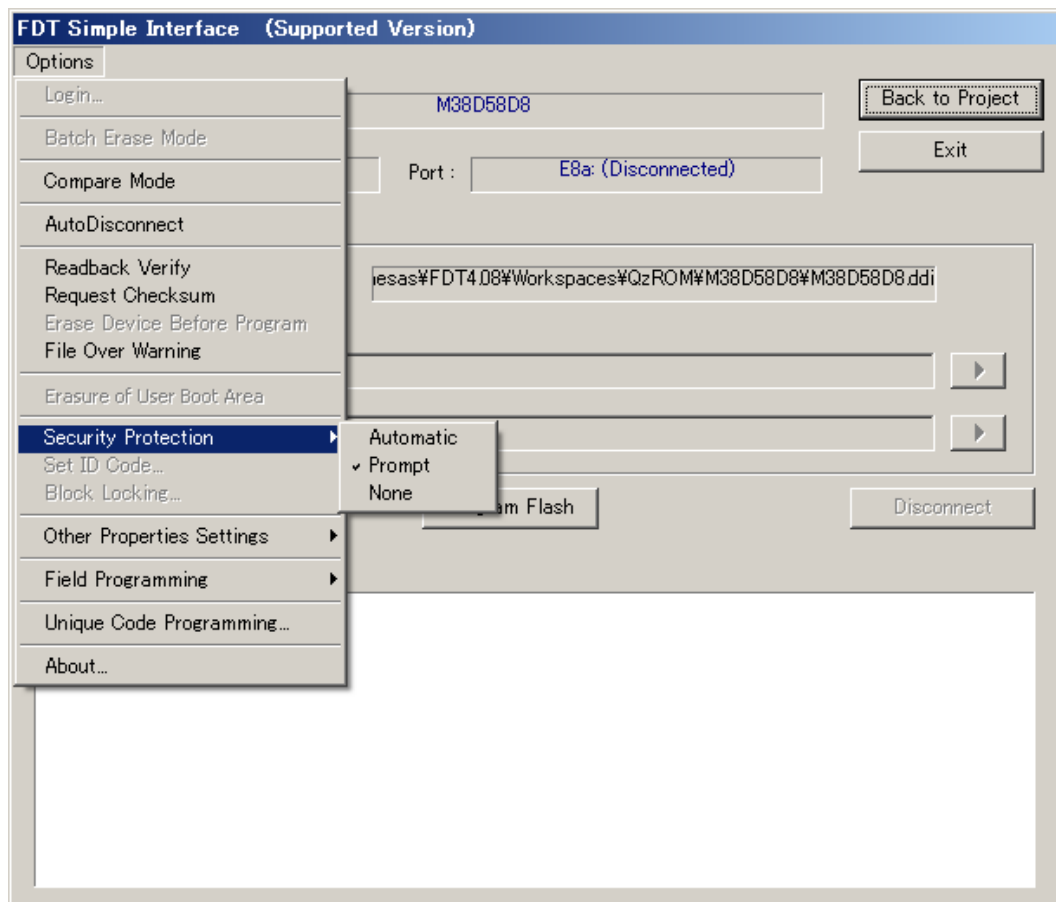 FDT Simple Interface (Supported Version)
Options
Login...
Batch Erase Mode
Compare Mode
AutoDisconnect
Readback Verify
Request Checksum
Erase Device Before Program
File Over Warning
Erasure of User Boot Area
Security Protection
Set ID Code...
Block Locking...
Other Properties Settings
Field Programming
Unique Code Programming...
About...
Automatic
Prompt
None
M38D58D8
Port : E8a: (Disconnected)
Back to Project
Exit
esas¥FDT4.08¥Workspaces¥QzROM¥M38D58D8¥M38D58D8.ddi
am Flash
Disconnect